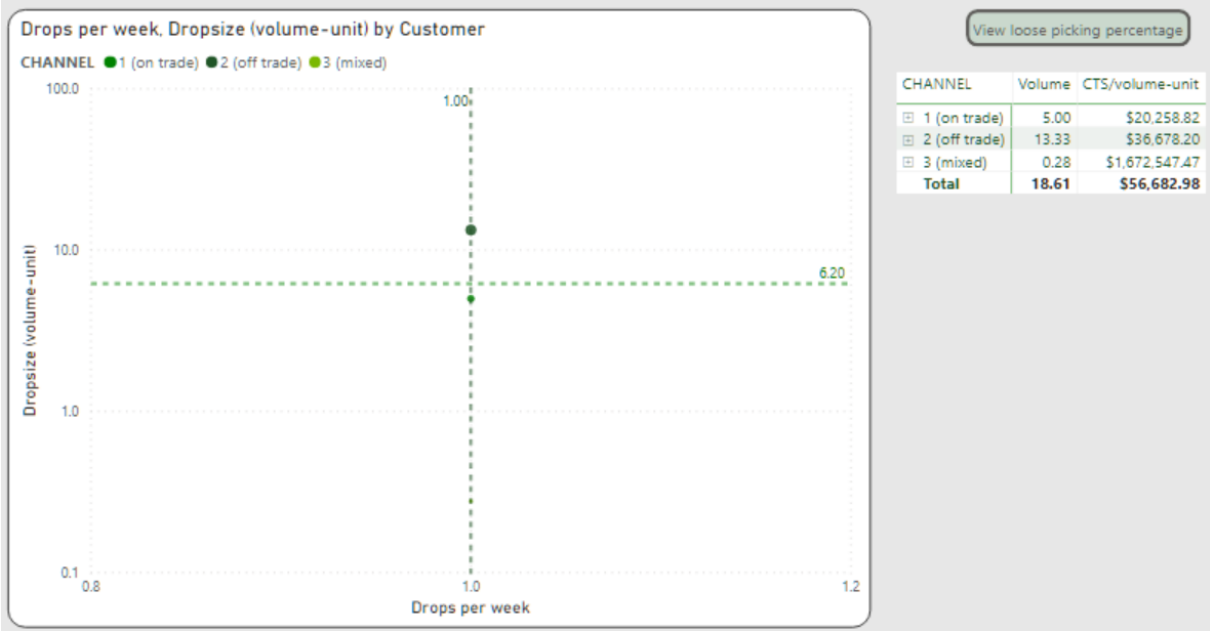 Drops per week, Dropsize (volume-unit) by Customer
CHANNEL 1 (on trade) 2 (off trade) 3 (mixed)
100.0
1.00
10.0
6.20
1.0
0.1
0.8 1.0 1.2
Dropsize (volume-unit)
Drops per week
View loose picking percentage
CHANNEL Volume CTS/volume-unit
1 (on trade) 5.00 $20,258.82
2 (off trade) 13.33 $36,678.20
3 (mixed) 0.28 $1,672,547.47
Total 18.61 $56,682.98